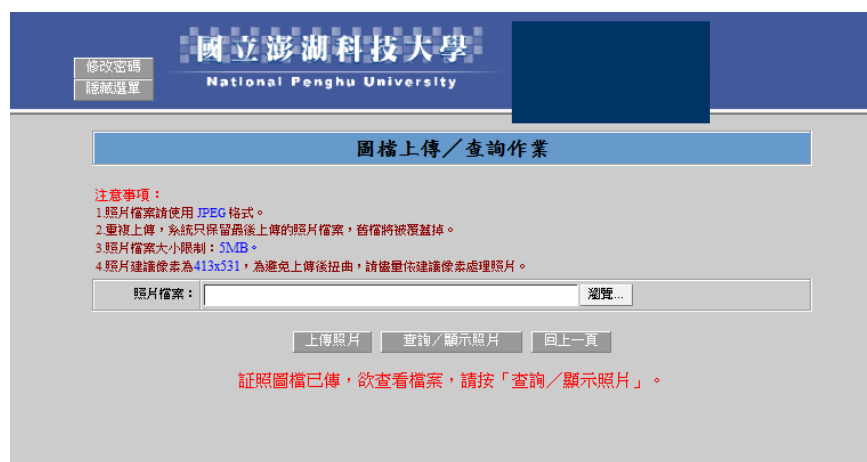 國立澎湖科技大學
National Penghu University
修改密碼
隱藏選單
圖檔上傳／查詢作業
注意事項：
1.照片檔案請使用 JPEG 格式。
2.重複上傳，系統只保留最後上傳的照片檔案，舊檔將被覆蓋掉。
3.照片檔案大小限制：5MB。
4.照片建議像素為413x531，為避免上傳後扭曲，請儘量依建議像素處理照片。
照片檔案： 瀏覽...
上傳照片 查詢／顯示照片 回上一頁
証照圖檔已傳，欲查看檔案，請按「查詢／顯示照片」。